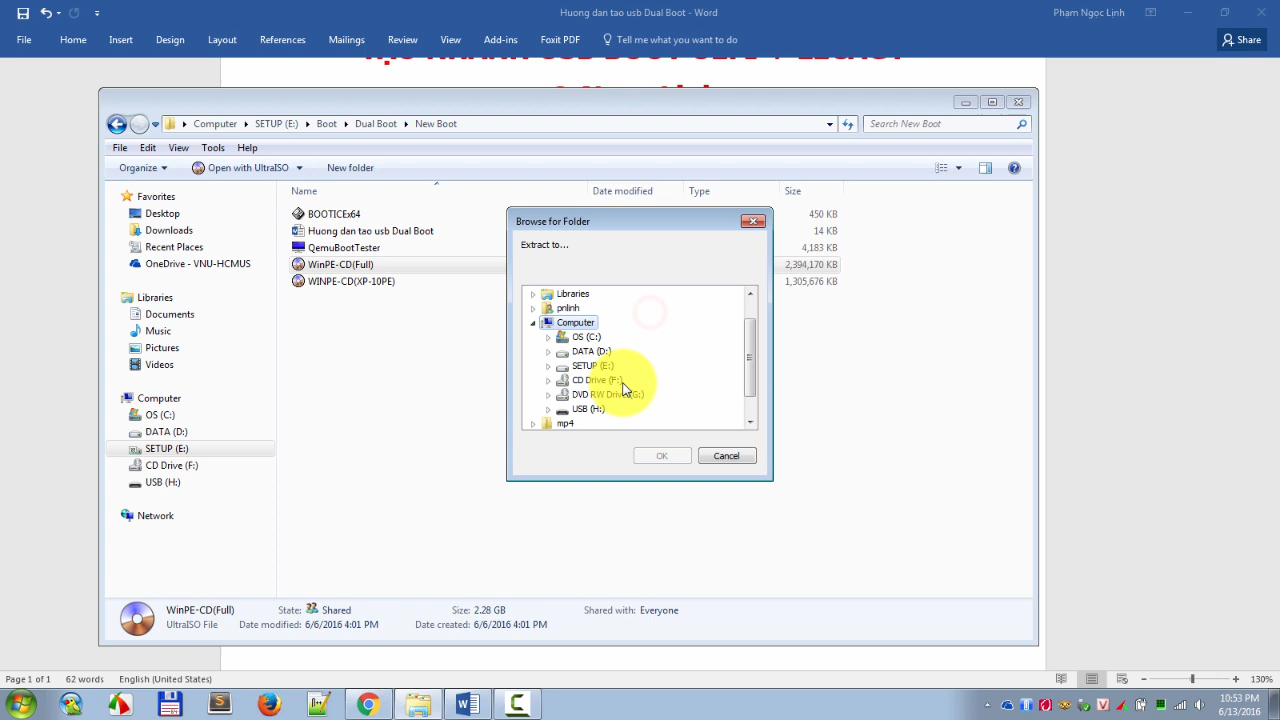 Huong dan tao usb Dual Boot - Word
Pham Ngọc Linh
File Home Insert Design Layout References Mailings Review View Add-ins Foxit PDF Tell me what you want to do Share
Computer SETUP (E:) Boot Dual Boot New Boot Search New Boot
File Edit View Tools Help
Organize Open with UltraISO New folder
Favorites
Desktop
Downloads
Recent Places
OneDrive - VNU-HCMUS
Libraries
Documents
Music
Pictures
Videos
Computer
OS (C:)
DATA (D:)
SETUP (E:)
CD Drive (F:)
USB (H:)
Network
Name Date modified Type Size
BOOTICEx64 450 KB
Huong dan tao usb Dual Boot 14 KB
QemuBootTester 4,183 KB
WinPE-CD(Full) 2,394,170 KB
WINPE-CD(XP-10PE) 1,305,676 KB
Browse for Folder
Extract to...
Libraries
pnlinh
Computer
OS (C:)
DATA (D:)
SETUP (E:)
CD Drive (F:)
DVD RW Drive (G:)
USB (H:)
mp4
OK Cancel
WinPE-CD(Full) State: Shared Size: 2.28 GB Shared with: Everyone
UltraISO File Date modified: 6/6/2016 4:01 PM Date created: 6/6/2016 4:01 PM
Page 1 of 1 62 words English (United States) 130%
10:53 PM
6/13/2016